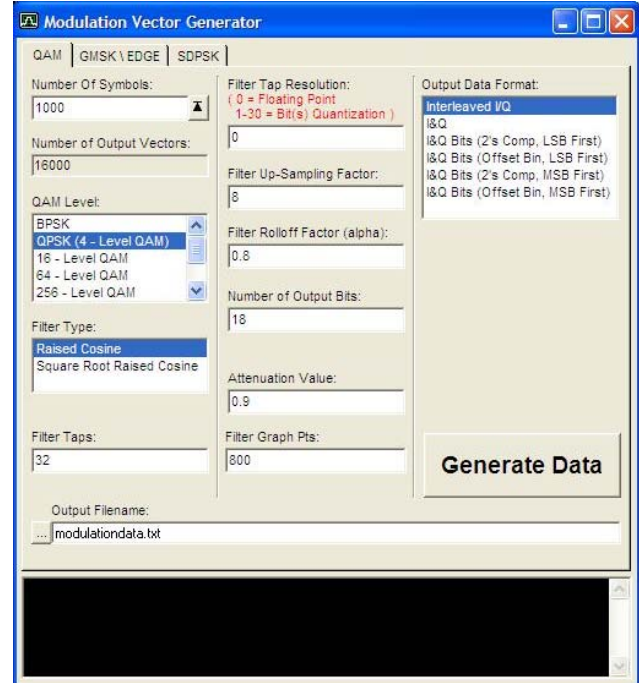 Modulation Vector Generator
QAM
GMSK \ EDGE
SDPSK
Number Of Symbols:
1000
Number of Output Vectors:
16000
QAM Level:
BPSK
QPSK (4 - Level QAM)
16 - Level QAM
64 - Level QAM
256 - Level QAM
Filter Type:
Raised Cosine
Square Root Raised Cosine
Filter Taps:
32
Filter Tap Resolution:
( 0 = Floating Point
1-30 = Bit(s) Quantization )
0
Filter Up-Sampling Factor:
8
Filter Rolloff Factor (alpha):
0.8
Number of Output Bits:
18
Attenuation Value:
0.9
Filter Graph Pts:
800
Output Data Format:
Interleaved I/Q
I&Q
I&Q Bits (2's Comp, LSB First)
I&Q Bits (Offset Bin, LSB First)
I&Q Bits (2's Comp, MSB First)
I&Q Bits (Offset Bin, MSB First)
Generate Data
Output Filename:
... modulationdata.txt